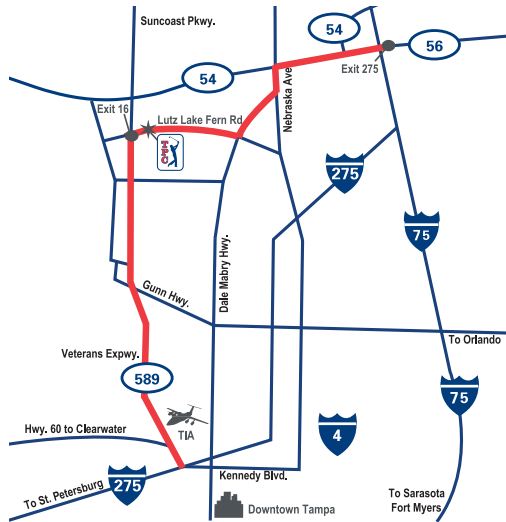 Suncoast Pkwy.
54
56
54
Exit 275
Nebraska Ave
Exit 16
Lutz Lake Fern Rd
275
75
Dale Mabry Hwy.
Gunn Hwy.
To Orlando
Veterans Expwy.
589
75
TIA
Hwy. 60 to Clearwater
4
Kennedy Blvd.
275
To St. Petersburg
Downtown Tampa
To Sarasota
Fort Myers